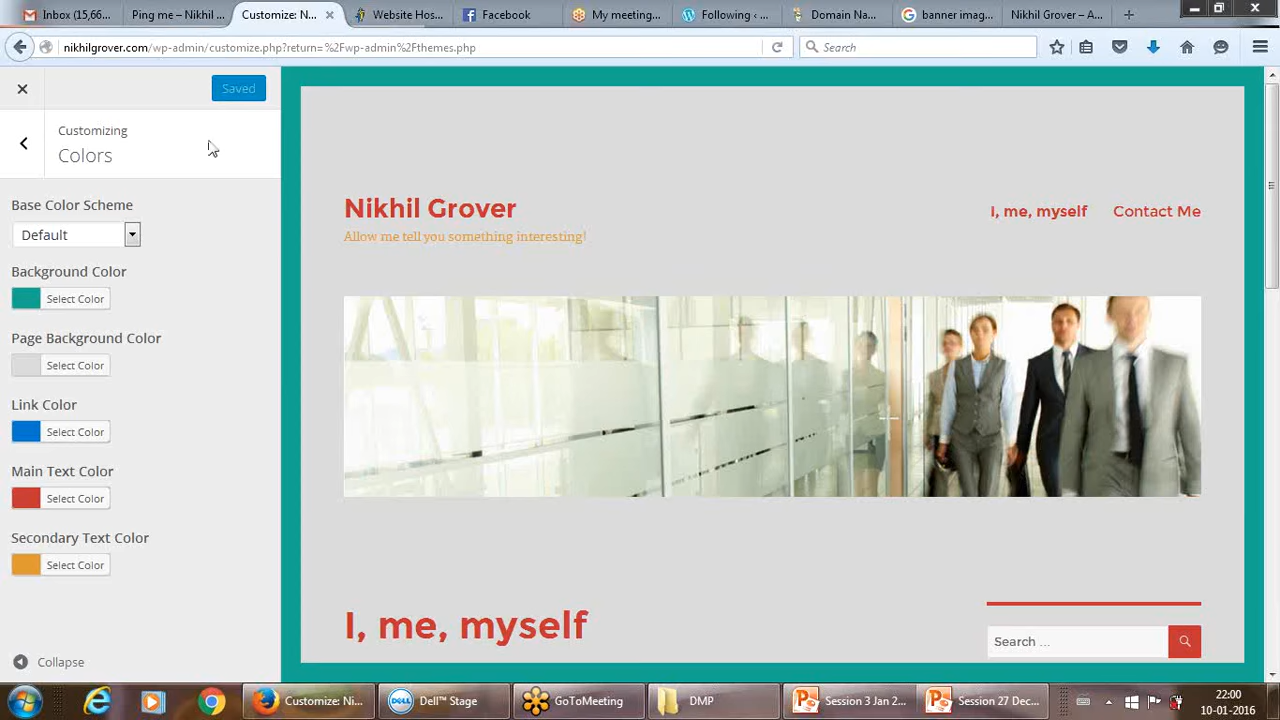 Inbox (15,66...
Ping me – Nikhil ...
Customize: N...
Website Hos...
Facebook
My meeting...
Following ‹ ...
Domain Na...
banner imag...
Nikhil Grover – A...
nikhilgrover.com/wp-admin/customize.php?return=%2Fwp-admin%2Fthemes.php
Search
Saved
Customizing
Colors
Base Color Scheme
Default
Background Color
Select Color
Page Background Color
Select Color
Link Color
Select Color
Main Text Color
Select Color
Secondary Text Color
Select Color
Collapse
Nikhil Grover
Allow me tell you something interesting!
I, me, myself
Contact Me
I, me, myself
Search ...
Customize: Ni...
DELL
Dell™ Stage
GoToMeeting
DMP
Session 3 Jan 2...
Session 27 Dec...
22:00
10-01-2016